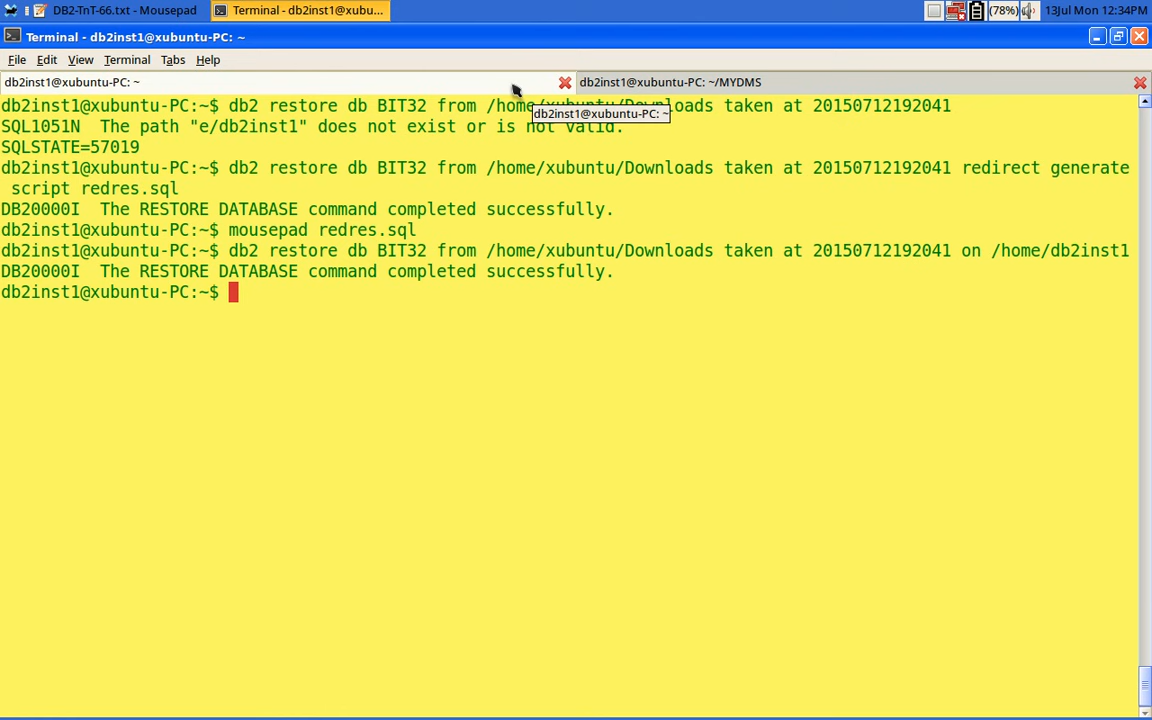 DB2-TnT-66.txt - Mousepad
Terminal - db2inst1@xubu...
(78%)
13Jul Mon 12:34PM
Terminal - db2inst1@xubuntu-PC: ~
File Edit View Terminal Tabs Help
db2inst1@xubuntu-PC: ~
db2inst1@xubuntu-PC: ~/MYDMS
db2inst1@xubuntu-PC:~$ db2 restore db BIT32 from /home/xubuntu/Downloads taken at 20150712192041
db2inst1@xubuntu-PC: ~
SQL1051N The path "e/db2inst1" does not exist or is not valid.
SQLSTATE=57019
db2inst1@xubuntu-PC:~$ db2 restore db BIT32 from /home/xubuntu/Downloads taken at 20150712192041 redirect generate
script redres.sql
DB20000I The RESTORE DATABASE command completed successfully.
db2inst1@xubuntu-PC:~$ mousepad redres.sql
db2inst1@xubuntu-PC:~$ db2 restore db BIT32 from /home/xubuntu/Downloads taken at 20150712192041 on /home/db2inst1
DB20000I The RESTORE DATABASE command completed successfully.
db2inst1@xubuntu-PC:~$